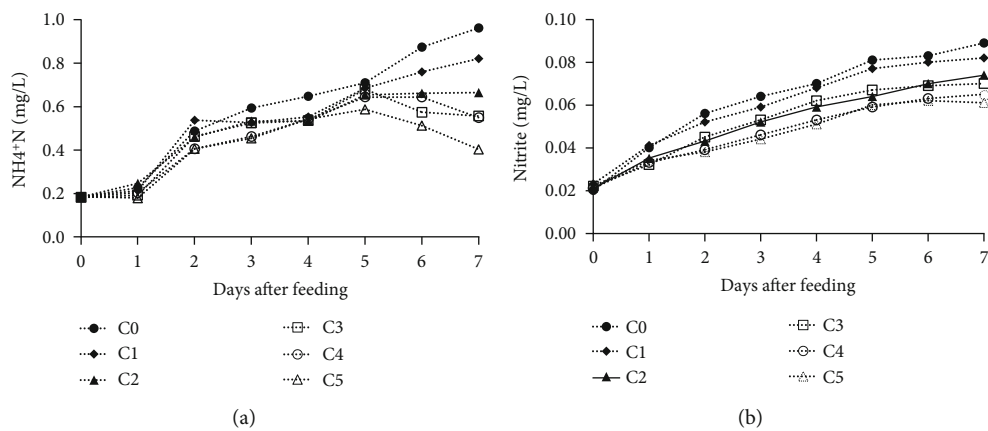 1.0
0.8
0.6
0.4
0.2
0.0
NH4⁺N (mg/L)
0 1 2 3 4 5 6 7
Days after feeding
C0
C1
C2
C3
C4
C5
(a)
0.10
0.08
0.06
0.04
0.02
0.00
Nitrite (mg/L)
0 1 2 3 4 5 6 7
Days after feeding
C0
C1
C2
C3
C4
C5
(b)